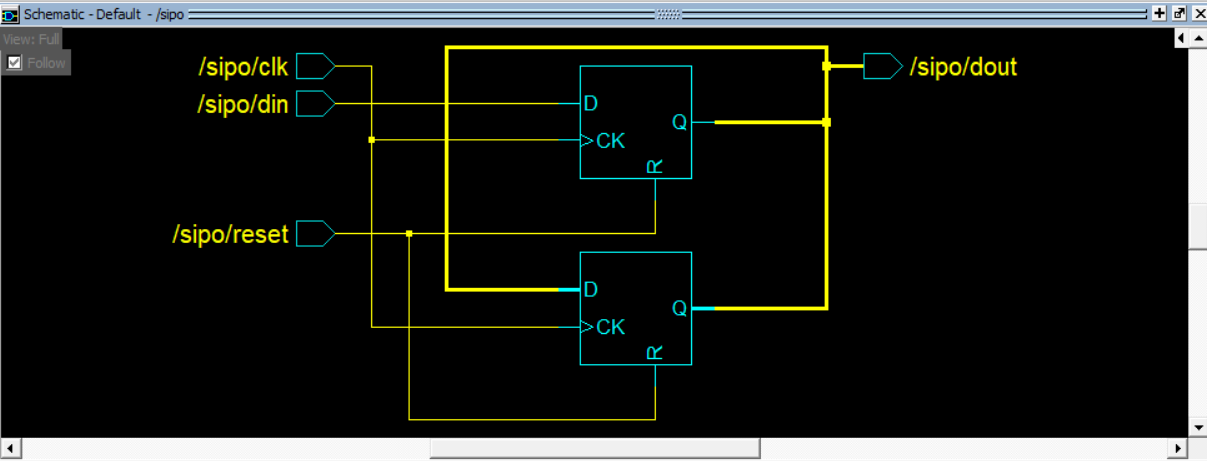 Schematic - Default - /sipo
View: Full
Follow
/sipo/clk
/sipo/dout
/sipo/din
D
Q
CK
R
/sipo/reset
D
Q
CK
R